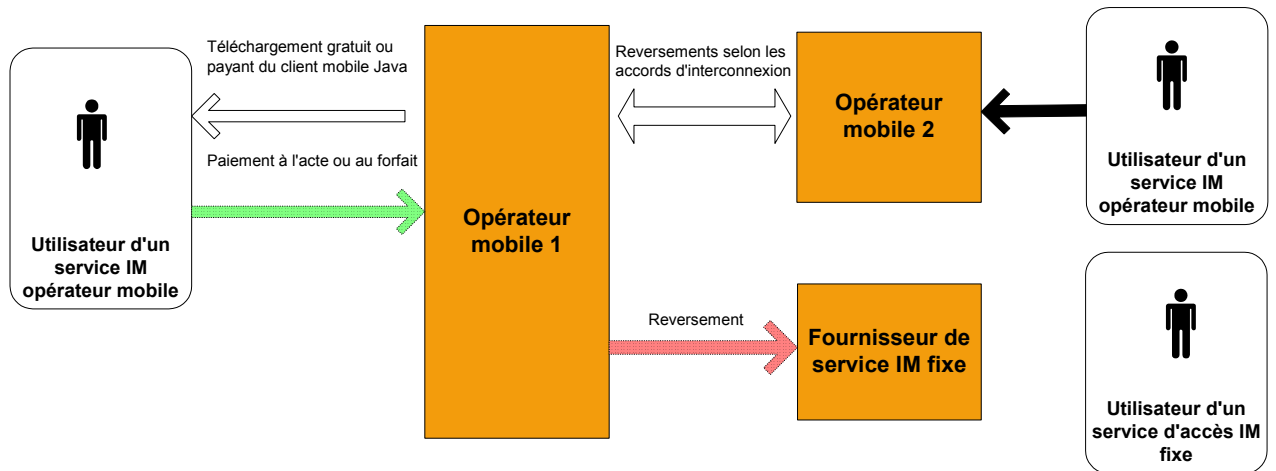 Téléchargement gratuit ou
payant du client mobile Java
Paiement à l'acte ou au forfait
Utilisateur d'un
service IM
opérateur mobile
Opérateur
mobile 1
Reversements selon les
accords d'interconnexion
Opérateur
mobile 2
Utilisateur d'un
service IM
opérateur mobile
Reversement
Fournisseur de
service IM fixe
Utilisateur d'un
service d'accès IM
fixe